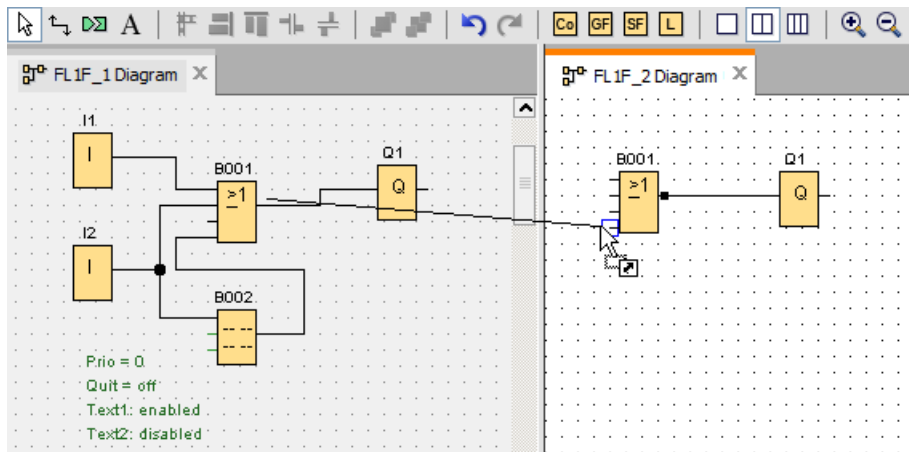 A Co GF SF L
FL1F_1 Diagram
FL1F_2 Diagram
I1
I
B001
>1
Q1
Q
I2
I
B002
Prio = 0
Quit = off
Text1: enabled
Text2: disabled
B001
>1
Q1
Q